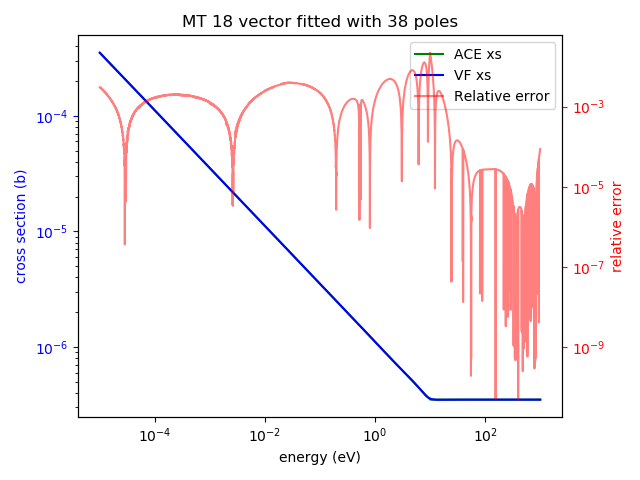 MT 18 vector fitted with 38 poles
ACE xs
VF xs
Relative error
cross section (b)
10⁻⁴
10⁻⁵
10⁻⁶
10⁻³
10⁻⁵
10⁻⁷
10⁻⁹
relative error
10⁻⁴
10⁻²
10⁰
10²
energy (eV)